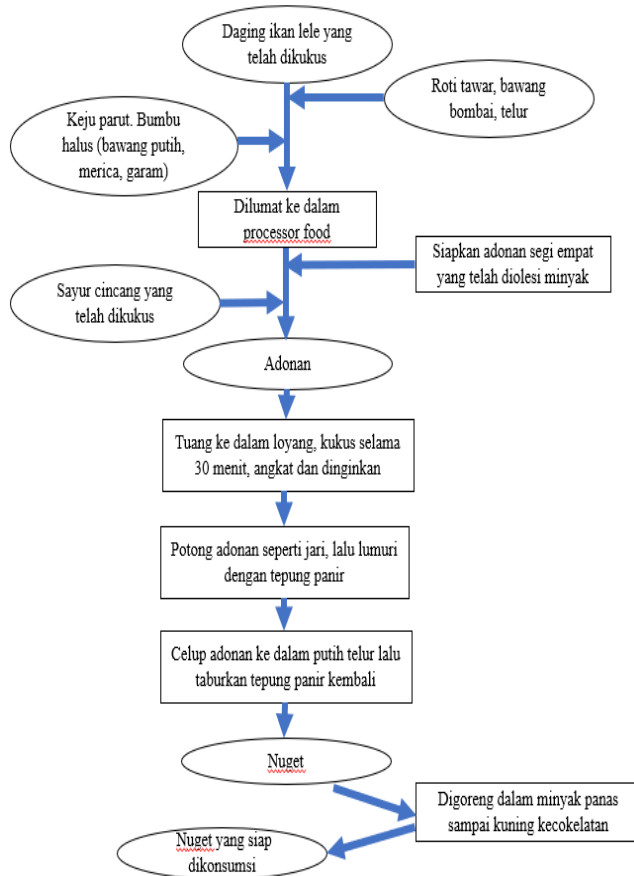 Daging ikan lele yang
telah dikukus
Roti tawar, bawang
bombai, telur
Keju parut. Bumbu
halus (bawang putih,
merica, garam)
Dilumat ke dalam
processor food
Siapkan adonan segi empat
yang telah diolesi minyak
Sayur cincang yang
telah dikukus
Adonan
Tuang ke dalam loyang, kukus selama
30 menit, angkat dan dinginkan
Potong adonan seperti jari, lalu lumuri
dengan tepung panir
Celup adonan ke dalam putih telur lalu
taburkan tepung panir kembali
Nuget
Digoreng dalam minyak panas
sampai kuning kecokelatan
Nuget yang siap
dikonsumsi